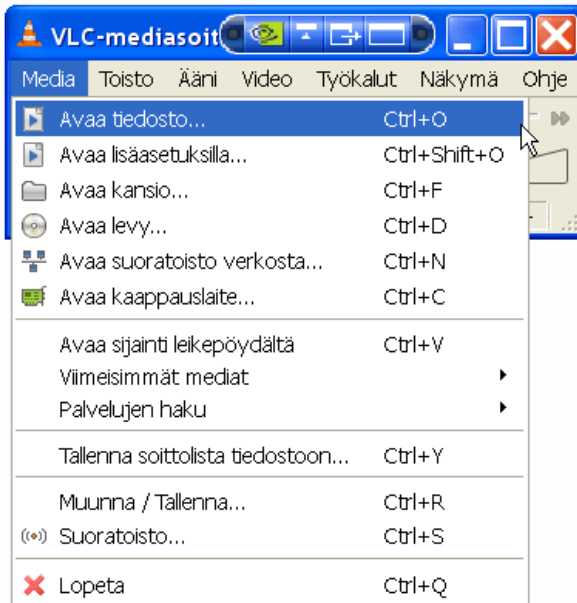 VLC-mediasoit
Media Toisto Ääni Video Työkalut Näkymä Ohje
Avaa tiedosto... Ctrl+O
Avaa lisäasetuksilla... Ctrl+Shift+O
Avaa kansio... Ctrl+F
Avaa levy... Ctrl+D
Avaa suoratoisto verkosta... Ctrl+N
Avaa kaappauslaite... Ctrl+C
Avaa sijainti leikepöydältä Ctrl+V
Viimeisimmät mediat
Palvelujen haku
Tallenna soittolista tiedostoon... Ctrl+Y
Muunna / Tallenna... Ctrl+R
Suoratoisto... Ctrl+S
Lopeta Ctrl+Q